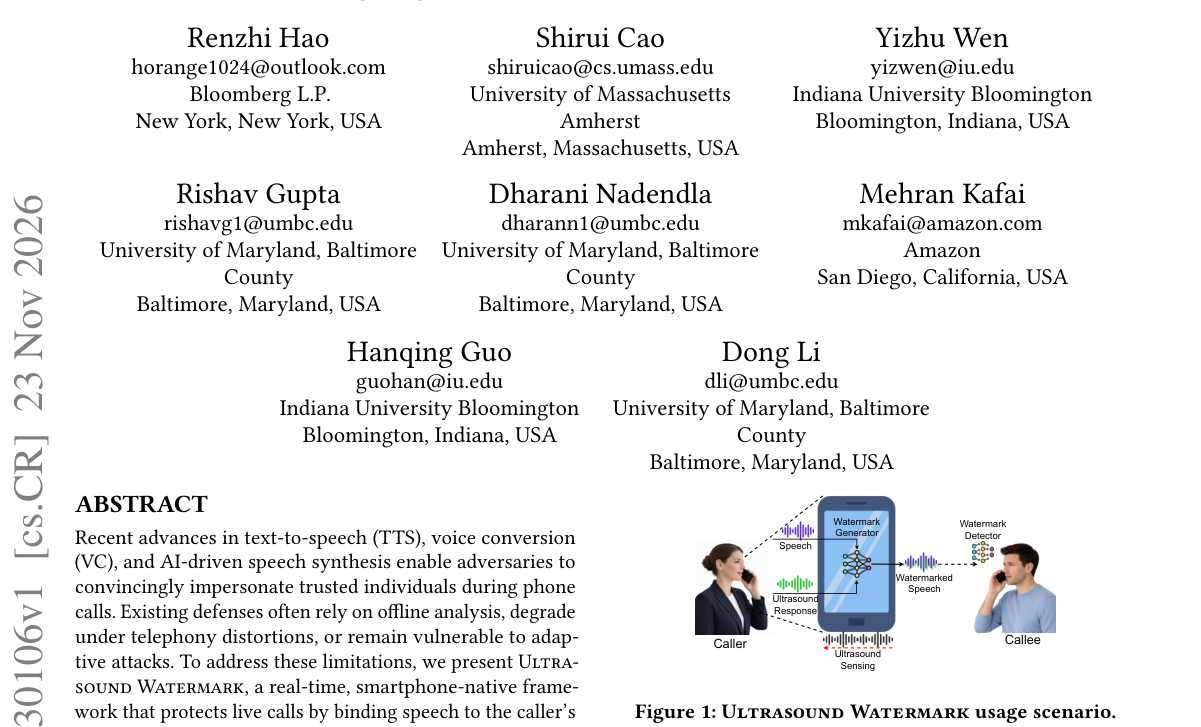 Renzhi Hao
horange1024@outlook.com
Bloomberg L.P.
New York, New York, USA
Shirui Cao
shiruicao@cs.umass.edu
University of Massachusetts
Amherst
Amherst, Massachusetts, USA
Yizhu Wen
yizwen@iu.edu
Indiana University Bloomington
Bloomington, Indiana, USA
Rishav Gupta
rishavg1@umbc.edu
University of Maryland, Baltimore
County
Baltimore, Maryland, USA
Dharani Nadendla
dharann1@umbc.edu
University of Maryland, Baltimore
County
Baltimore, Maryland, USA
Mehran Kafai
mkafai@amazon.com
Amazon
San Diego, California, USA
Hanqing Guo
guohan@iu.edu
Indiana University Bloomington
Bloomington, Indiana, USA
Dong Li
dli@umbc.edu
University of Maryland, Baltimore
County
Baltimore, Maryland, USA
30106v1 [cs.CR] 23 Nov 2026
ABSTRACT
Recent advances in text-to-speech (TTS), voice conversion
(VC), and AI-driven speech synthesis enable adversaries to
convincingly impersonate trusted individuals during phone
calls. Existing defenses often rely on offline analysis, degrade
under telephony distortions, or remain vulnerable to adap-
tive attacks. To address these limitations, we present ULTRA-
SOUND WATERMARK, a real-time, smartphone-native frame-
work that protects live calls by binding speech to the caller's
Speech
Ultrasound
Response
Watermark
Generator
Watermarked
Speech
Watermark
Detector
Ultrasound
Sensing
Caller
Callee
Figure 1: ULTRASOUND WATERMARK usage scenario.